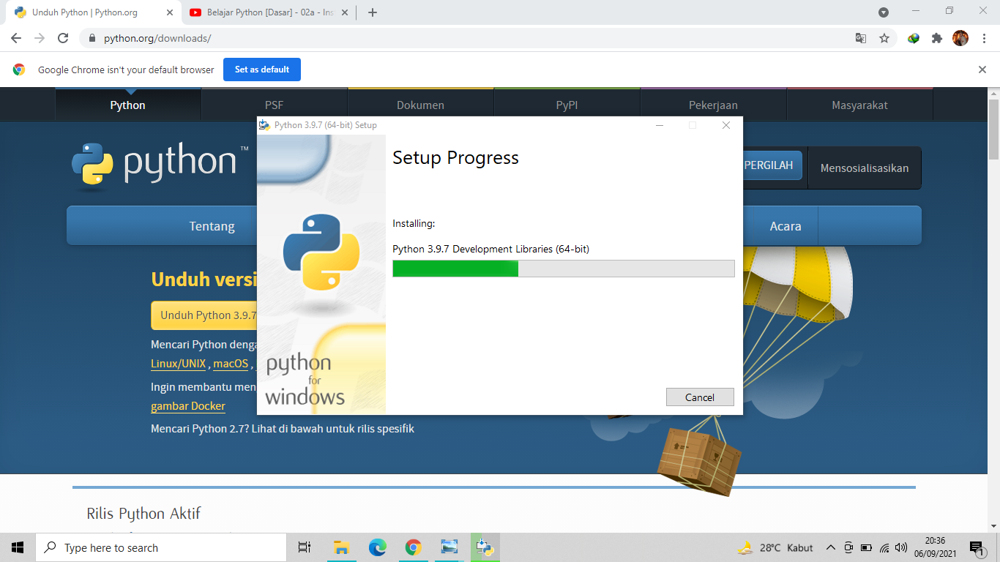 Unduh Python | Python.org
Belajar Python [Dasar] - 02a - Ins
python.org/downloads/
Google Chrome isn't your default browser
Set as default
Python
PSF
Dokumen
PyPI
Pekerjaan
Masyarakat
Python 3.9.7 (64-bit) Setup
python™
PERGILAH
Mensosialisasikan
Setup Progress
Tentang
Acara
Installing:
Python 3.9.7 Development Libraries (64-bit)
Unduh versi
Unduh Python 3.9.7
Mencari Python denga
Linux/UNIX , macOS ,
Ingin membantu men
gambar Docker
Mencari Python 2.7? Lihat di bawah untuk rilis spesifik
python
for
windows
Cancel
Rilis Python Aktif
Type here to search
28°C Kabut
20:36
06/09/2021
1